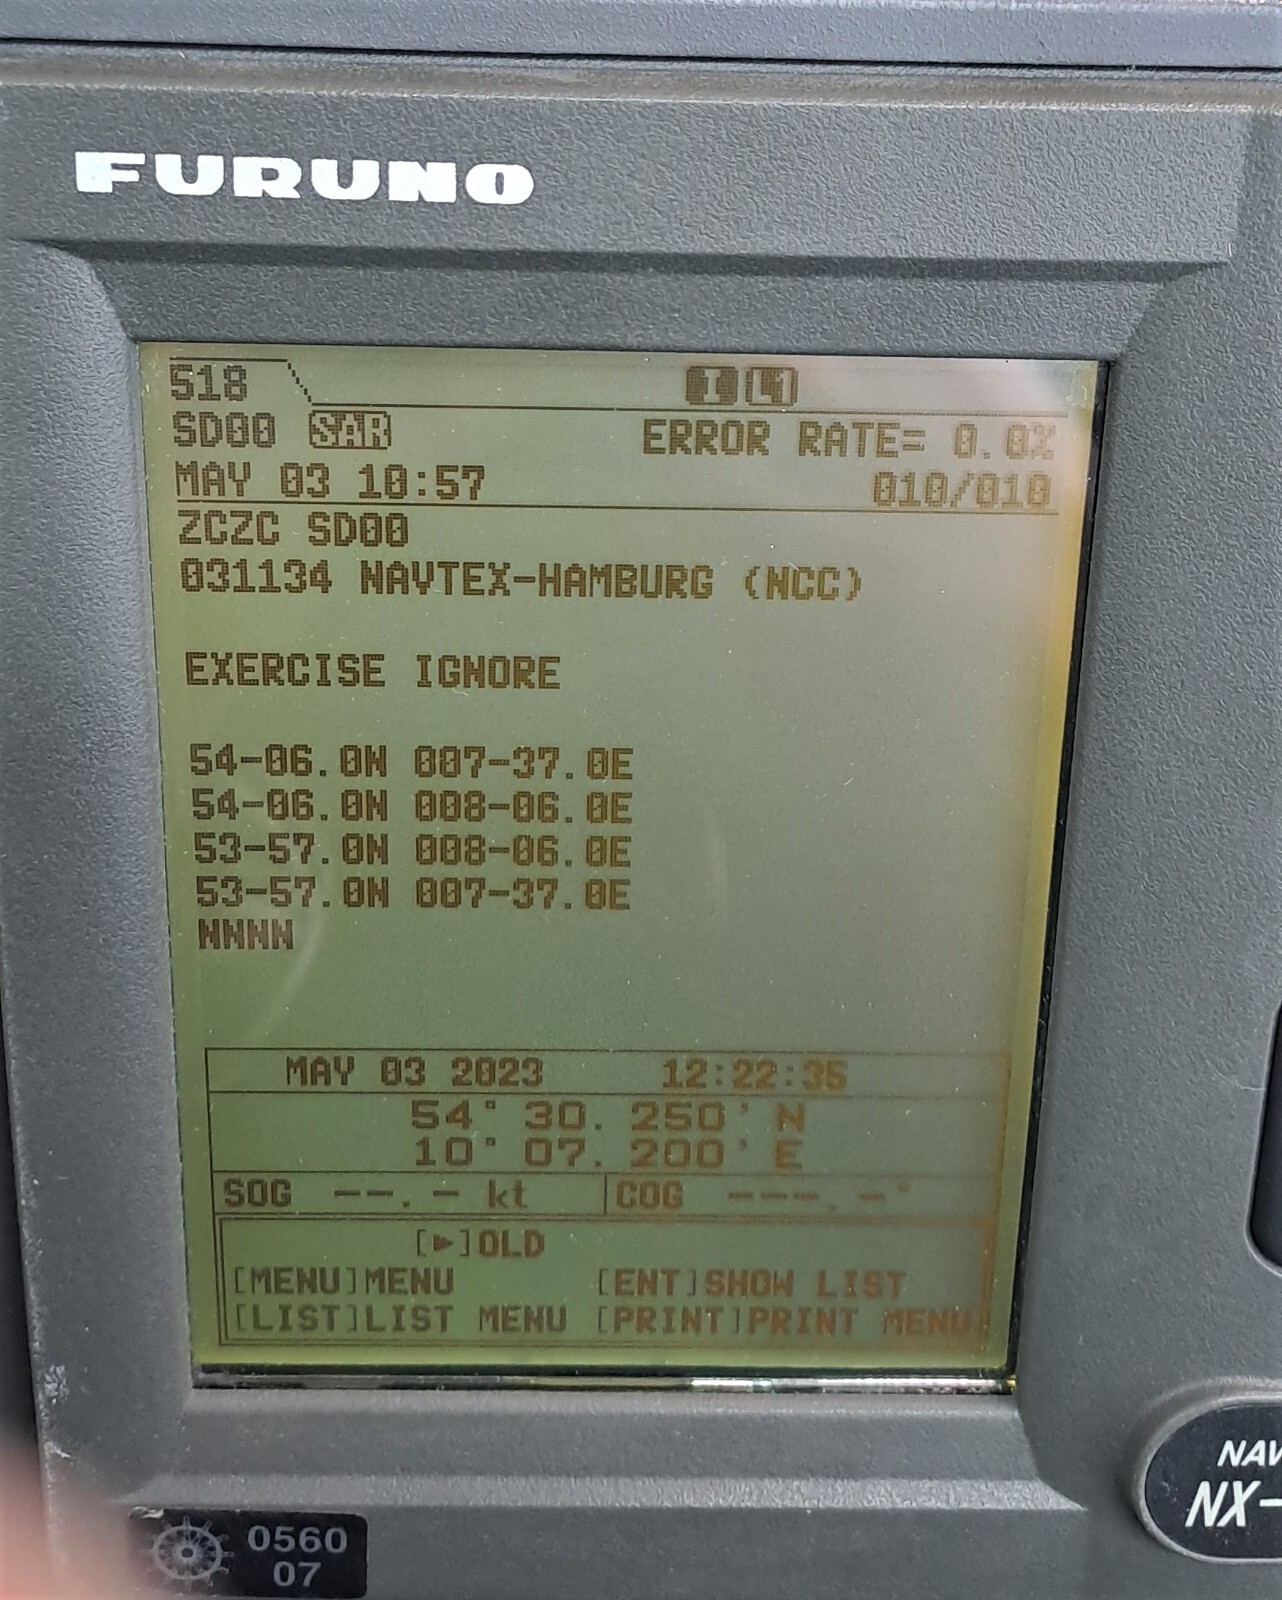 FURUNO
518 I L1
SD00 SAR ERROR RATE= 0.0%
MAY 03 10:57 010/010
ZCZC SD00
031134 NAVTEX-HAMBURG (NCC)
EXERCISE IGNORE
54-06.0N 007-37.0E
54-06.0N 008-06.0E
53-57.0N 008-06.0E
53-57.0N 007-37.0E
NNNN
MAY 03 2023 12:22:35
54° 30. 250' N
10° 07. 200' E
SOG --.- kt COG ---.-°
[►]OLD
[MENU]MENU [ENT]SHOW LIST
[LIST]LIST MENU [PRINT]PRINT MENU
NAV
NX-
0560
07